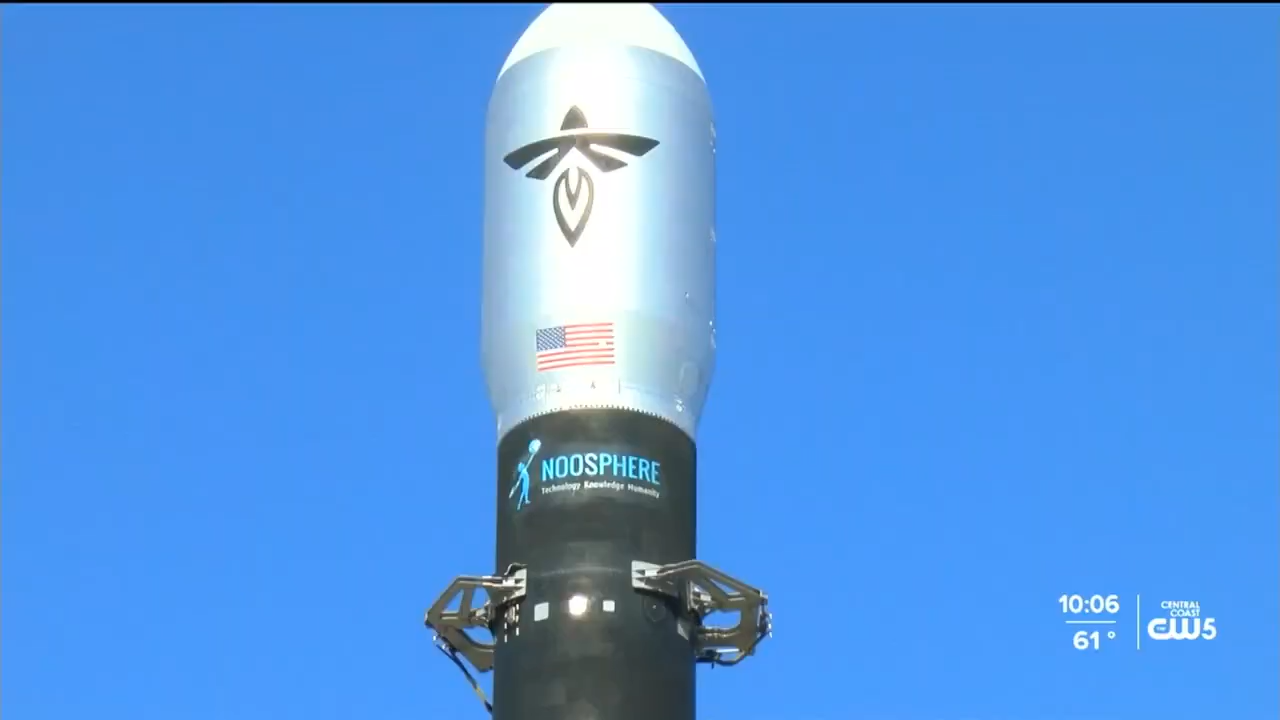 NOOSPHERE
Technology Knowledge Humanity
10:06
61°
CENTRAL
COAST
CW5